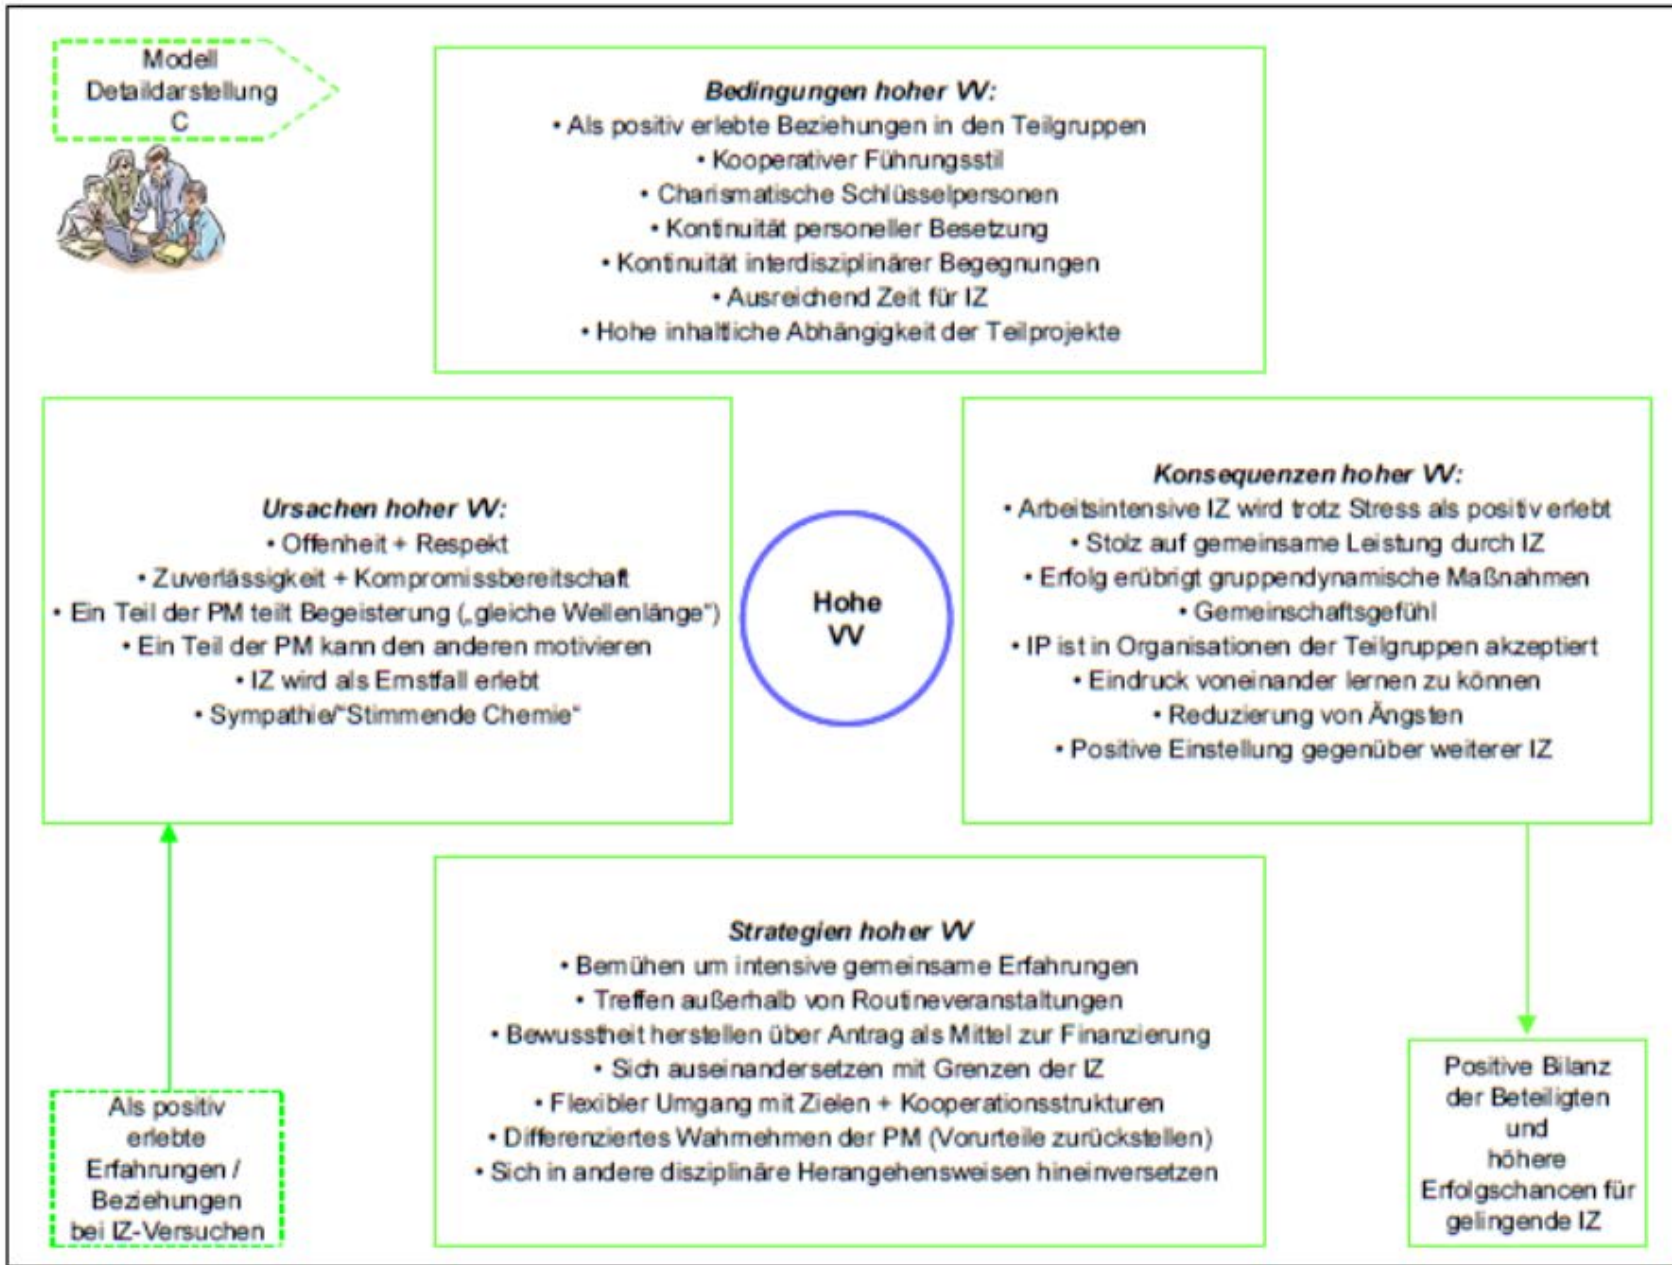 Modell
Detaildarstellung
C
Bedingungen hoher VV:
• Als positiv erlebte Beziehungen in den Teilgruppen
• Kooperativer Führungsstil
• Charismatische Schlüsselpersonen
• Kontinuität personeller Besetzung
• Kontinuität interdisziplinärer Begegnungen
• Ausreichend Zeit für IZ
• Hohe inhaltliche Abhängigkeit der Teilprojekte
Ursachen hoher VV:
• Offenheit + Respekt
• Zuverlässigkeit + Kompromissbereitschaft
• Ein Teil der PM teilt Begeisterung („gleiche Wellenlänge“)
• Ein Teil der PM kann den anderen motivieren
• IZ wird als Ernstfall erlebt
• Sympathie/“Stimmende Chemie“
Hohe
VV
Konsequenzen hoher VV:
• Arbeitsintensive IZ wird trotz Stress als positiv erlebt
• Stolz auf gemeinsame Leistung durch IZ
• Erfolg erübrigt gruppendynamische Maßnahmen
• Gemeinschaftsgefühl
• IP ist in Organisationen der Teilgruppen akzeptiert
• Eindruck voneinander lernen zu können
• Reduzierung von Ängsten
• Positive Einstellung gegenüber weiterer IZ
Strategien hoher VV
• Bemühen um intensive gemeinsame Erfahrungen
• Treffen außerhalb von Routineveranstaltungen
• Bewusstheit herstellen über Antrag als Mittel zur Finanzierung
• Sich auseinandersetzen mit Grenzen der IZ
• Flexibler Umgang mit Zielen + Kooperationsstrukturen
• Differenziertes Wahrnehmen der PM (Vorurteile zurückstellen)
• Sich in andere disziplinäre Herangehensweisen hineinversetzen
Als positiv
erlebte
Erfahrungen /
Beziehungen
bei IZ-Versuchen
Positive Bilanz
der Beteiligten
und
höhere
Erfolgschancen für
gelingende IZ